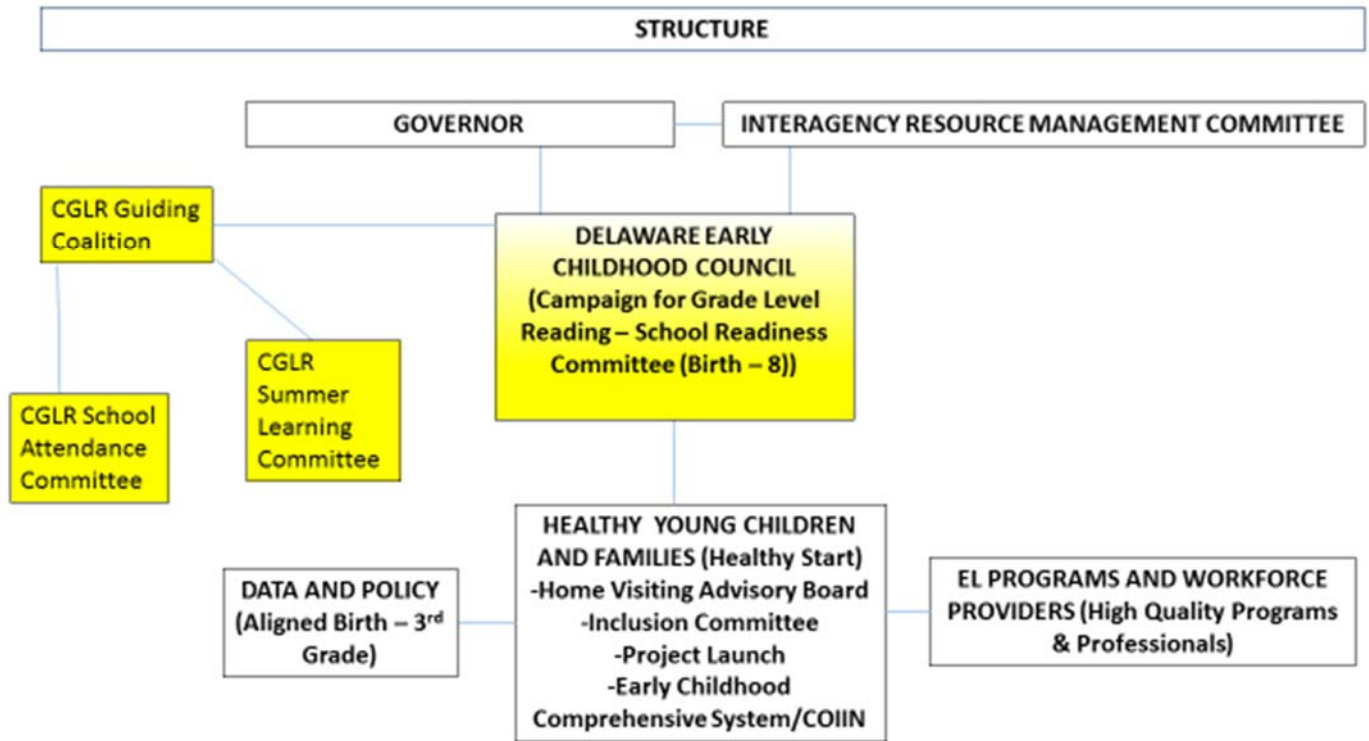 STRUCTURE
GOVERNOR
INTERAGENCY RESOURCE MANAGEMENT COMMITTEE
CGLR Guiding
Coalition
DELAWARE EARLY
CHILDHOOD COUNCIL
(Campaign for Grade Level
Reading – School Readiness
Committee (Birth – 8))
CGLR
Summer
Learning
Committee
CGLR School
Attendance
Committee
HEALTHY YOUNG CHILDREN
AND FAMILIES (Healthy Start)
-Home Visiting Advisory Board
-Inclusion Committee
-Project Launch
-Early Childhood
Comprehensive System/COIIN
DATA AND POLICY
(Aligned Birth – 3rd
Grade)
EL PROGRAMS AND WORKFORCE
PROVIDERS (High Quality Programs
& Professionals)